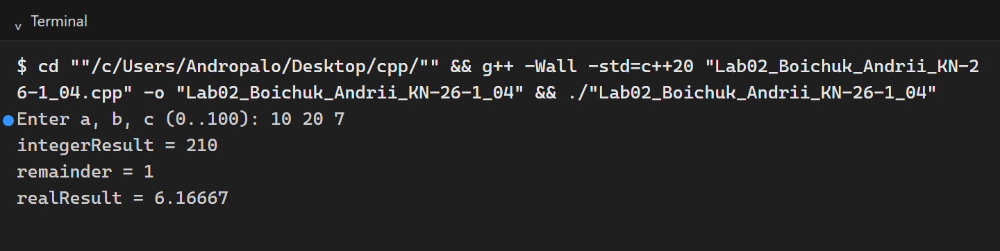 Terminal
$ cd ""/c/Users/Andropalo/Desktop/cpp/"" && g++ -Wall -std=c++20 "Lab02_Boichuk_Andrii_KN-2
6-1_04.cpp" -o "Lab02_Boichuk_Andrii_KN-26-1_04" && ./"Lab02_Boichuk_Andrii_KN-26-1_04"
Enter a, b, c (0..100): 10 20 7
integerResult = 210
remainder = 1
realResult = 6.16667